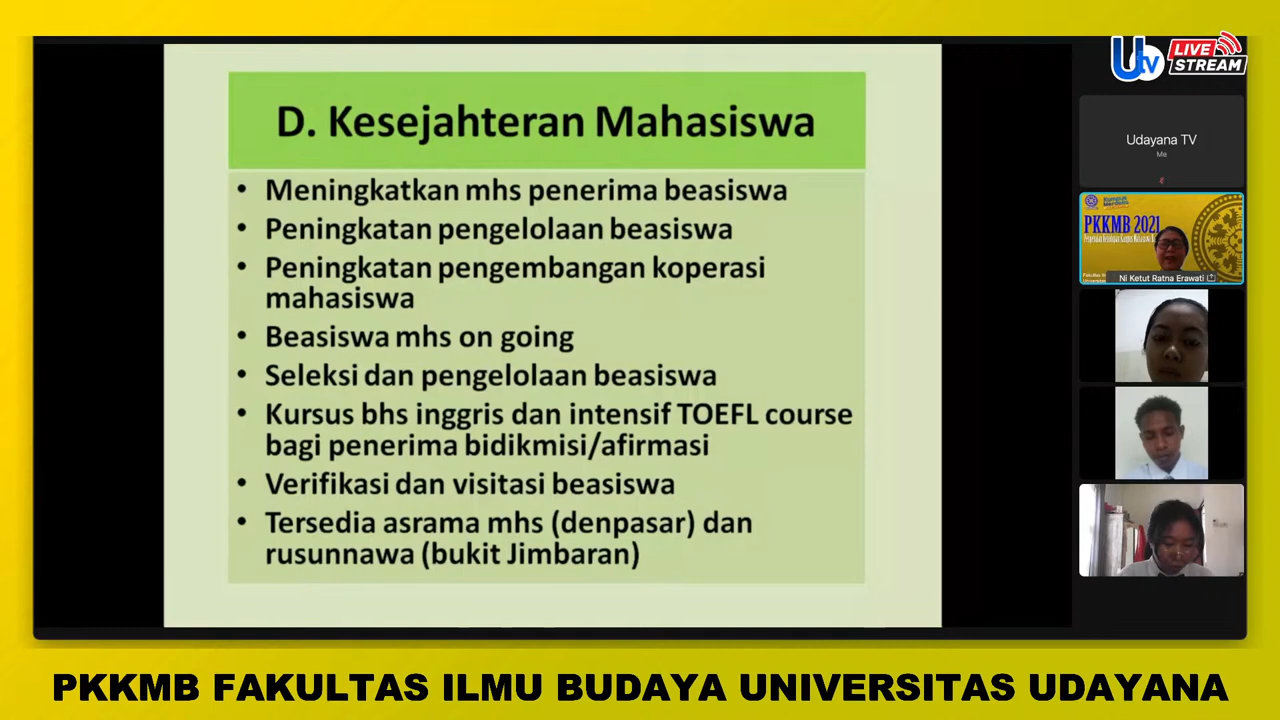 Utv
LIVE
STREAM
D. Kesejahteran Mahasiswa
• Meningkatkan mhs penerima beasiswa
• Peningkatan pengelolaan beasiswa
• Peningkatan pengembangan koperasi
mahasiswa
• Beasiswa mhs on going
• Seleksi dan pengelolaan beasiswa
• Kursus bhs inggris dan intensif TOEFL course
bagi penerima bidikmisi/afirmasi
• Verifikasi dan visitasi beasiswa
• Tersedia asrama mhs (denpasar) dan
rusunnawa (bukit Jimbaran)
Udayana TV
Me
PKKMB 2021
Ni Ketut Ratna Erawati
PKKMB FAKULTAS ILMU BUDAYA UNIVERSITAS UDAYANA